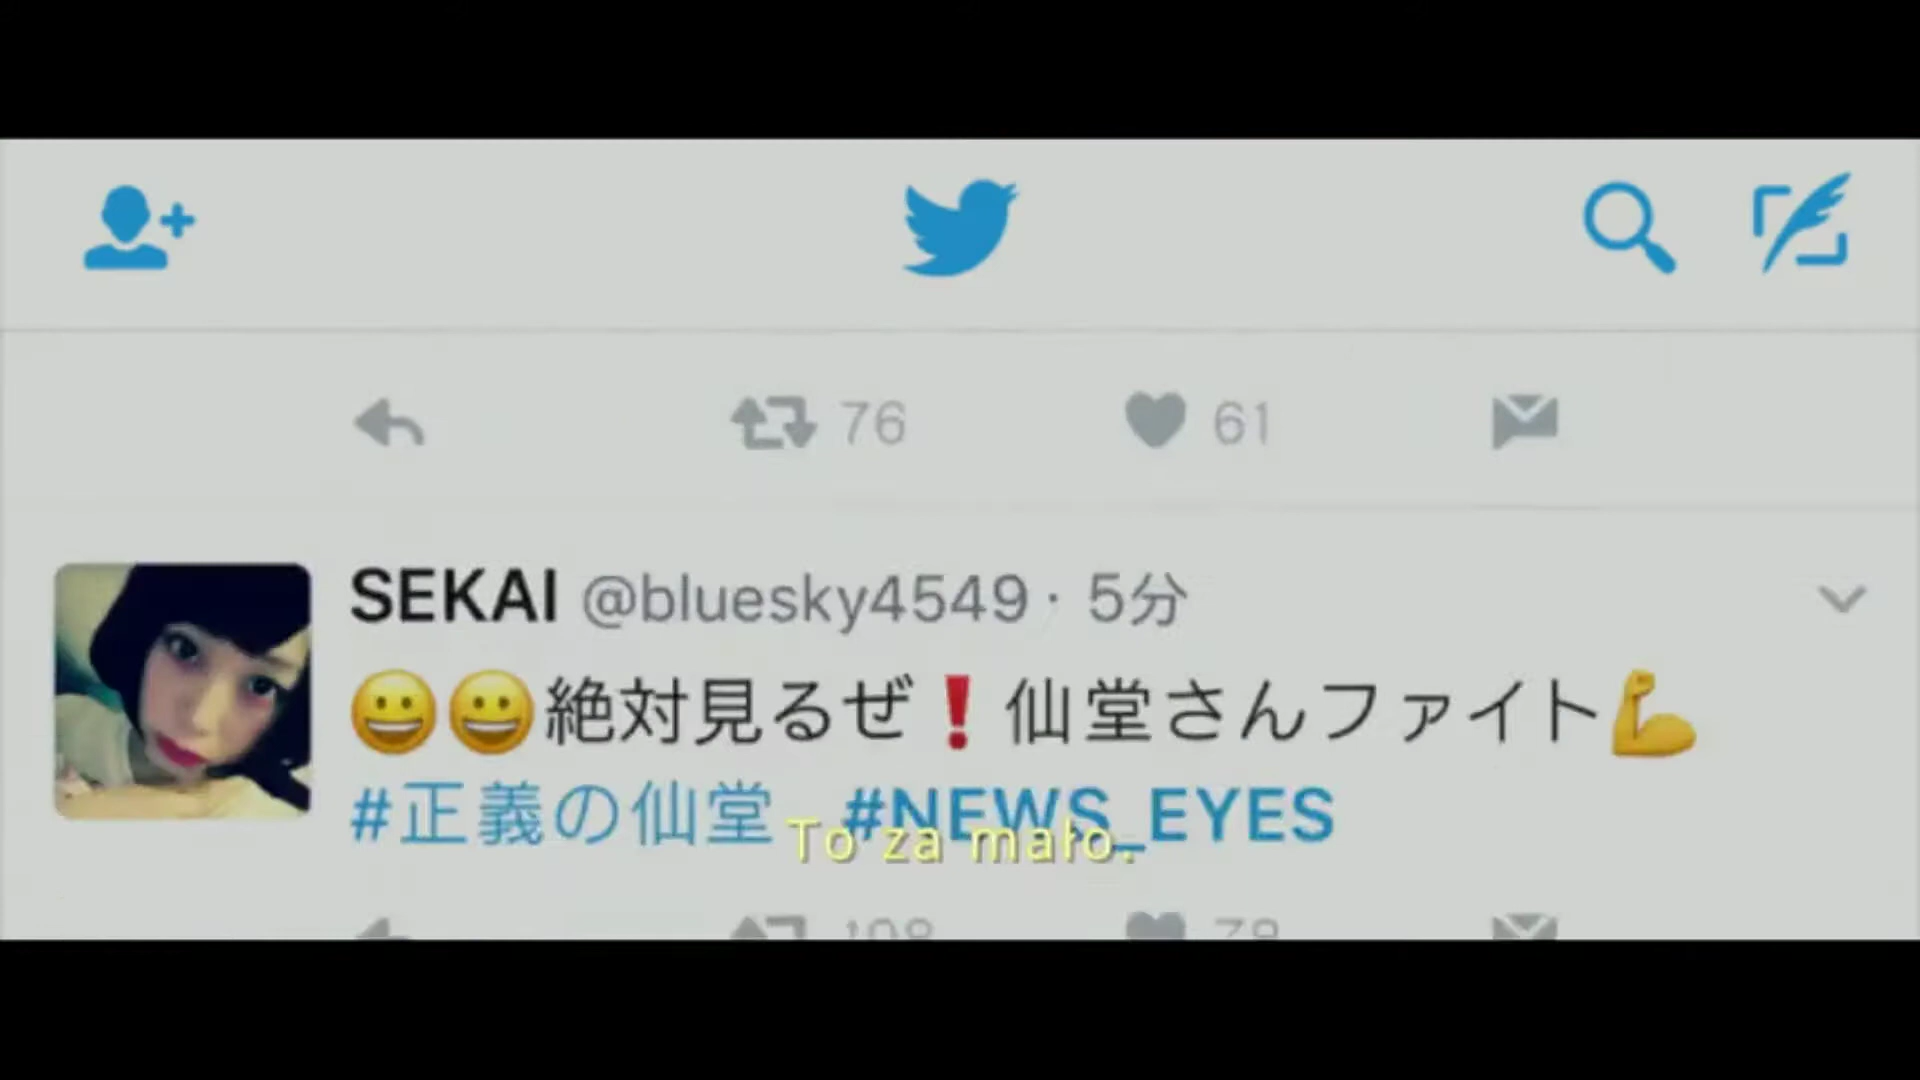 76 61
SEKAI @bluesky4549 · 5分
😀😀絶対見るぜ❗仙堂さんファイト💪
#正義の仙堂 #NEWS_EYES
To za mało.